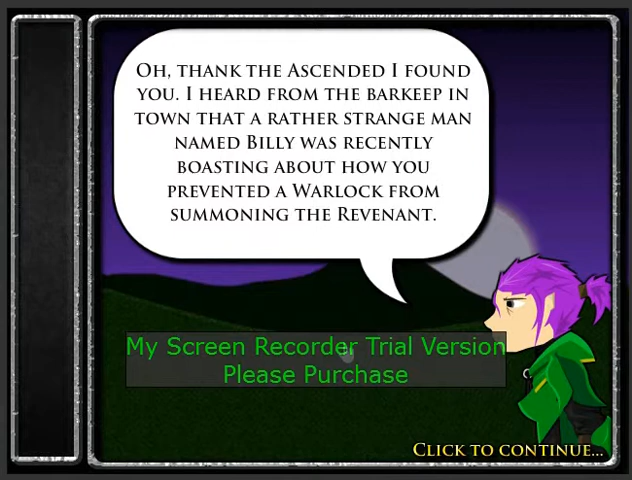 Oh, thank the Ascended I found
you. I heard from the barkeep in
town that a rather strange man
named Billy was recently
boasting about how you
prevented a Warlock from
summoning the Revenant.
My Screen Recorder Trial Version
Please Purchase
Click to continue...